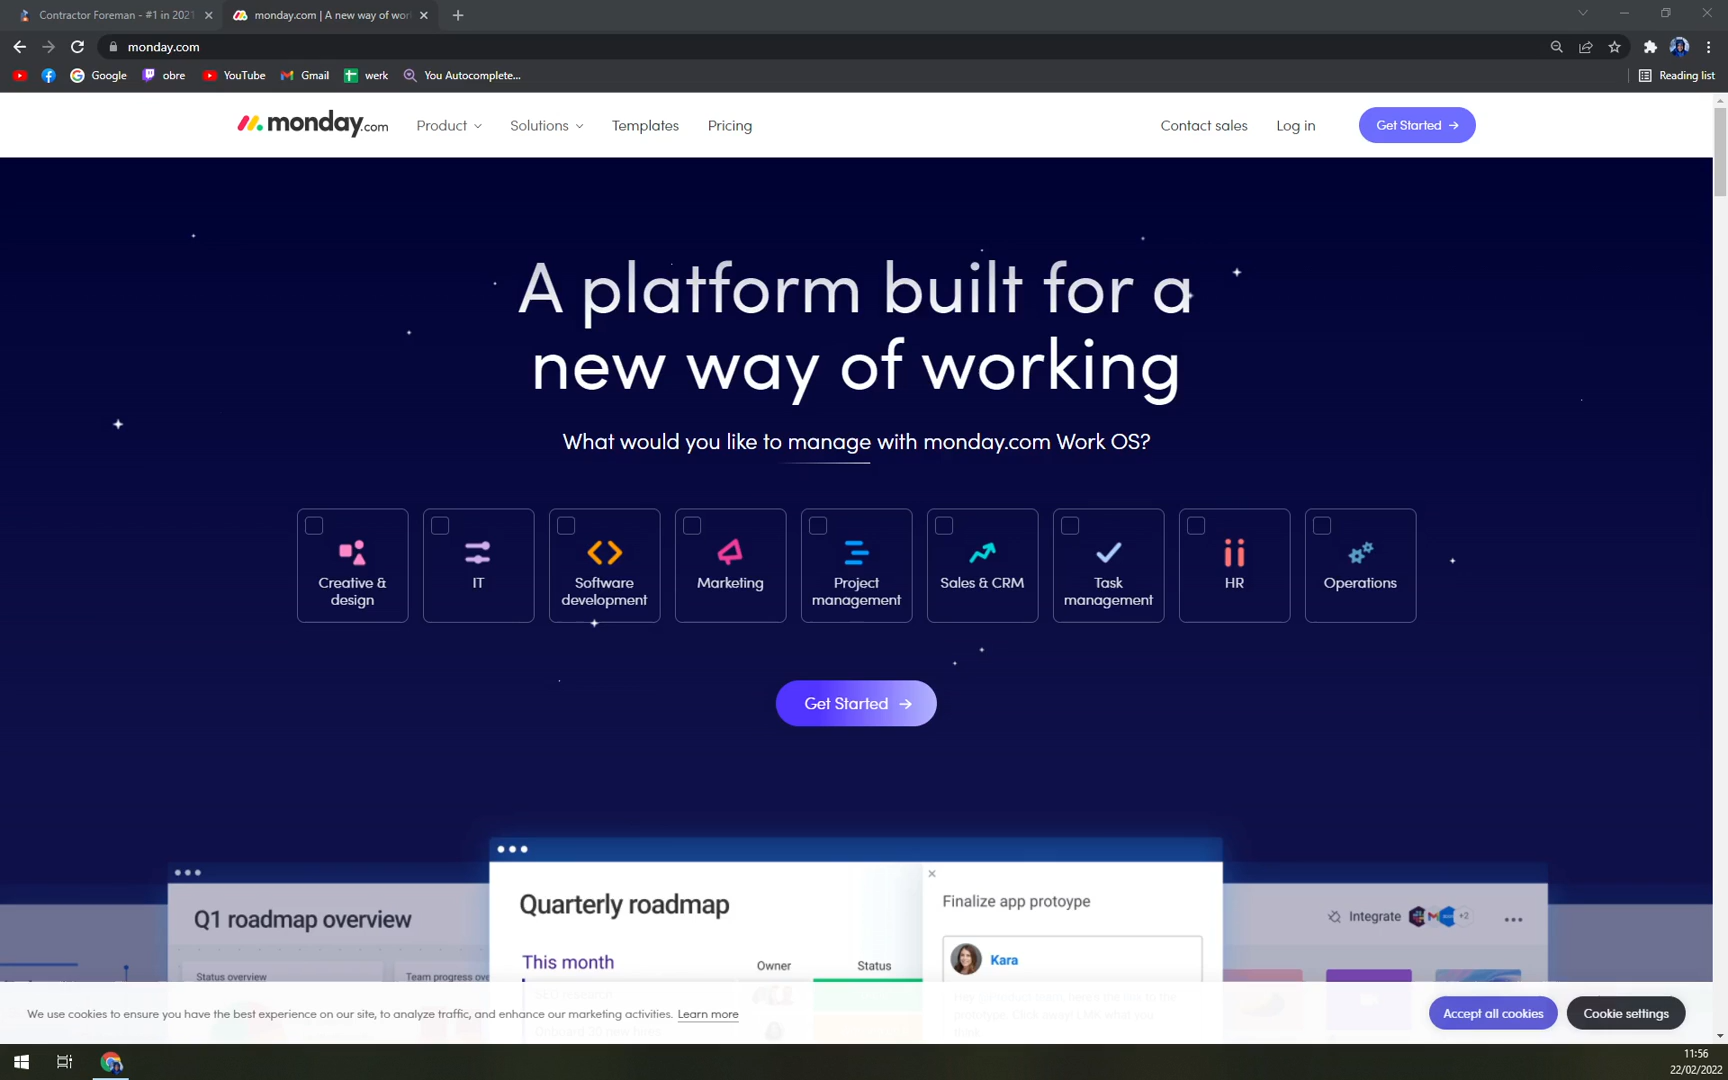 Contractor Foreman - #1 in 2021
monday.com | A new way of wor
monday.com
Google
obre
YouTube
Gmail
werk
You Autocomplete...
Reading list
monday.com
Product
Solutions
Templates
Pricing
Contact sales
Log in
Get Started →
A platform built for a
new way of working
What would you like to manage with monday.com Work OS?
Creative &
design
IT
Software
development
Marketing
Project
management
Sales & CRM
Task
management
HR
Operations
Get Started →
Q1 roadmap overview
Status overview
Team progress ove
Quarterly roadmap
This month
Owner
Status
Finalize app protoype
Kara
Integrate
+2
We use cookies to ensure you have the best experience on our site, to analyze traffic, and enhance our marketing activities. Learn more
Accept all cookies
Cookie settings
11:56
22/02/2022